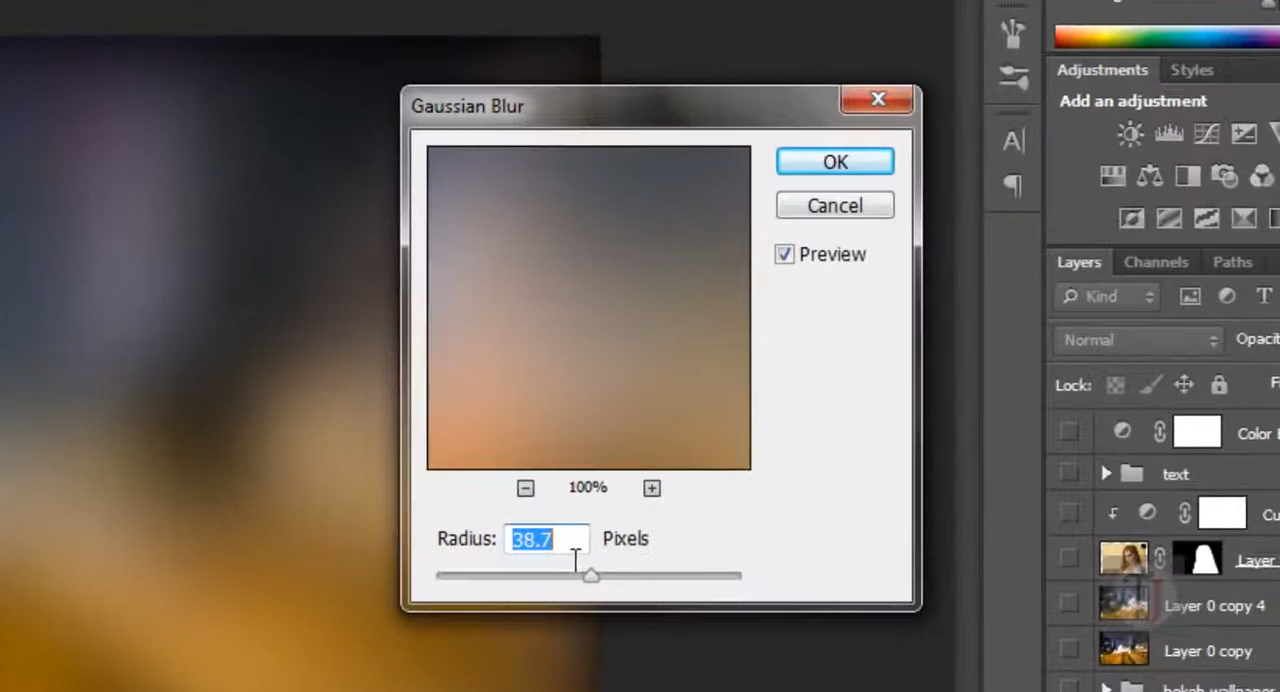 Gaussian Blur
OK
Cancel
Preview
100%
Radius: 38.7 Pixels
Adjustments Styles
Add an adjustment
Layers Channels Paths
Kind
Normal
Lock:
text
Layer
Layer 0 copy 4
Layer 0 copy